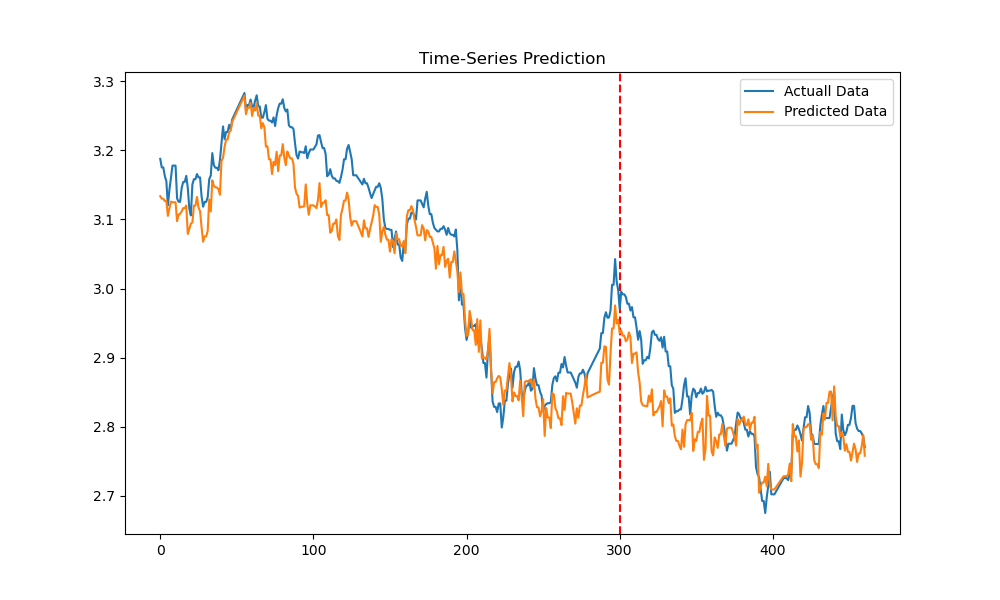 Time-Series Prediction
Actuall Data
Predicted Data
3.3
3.2
3.1
3.0
2.9
2.8
2.7
0 100 200 300 400